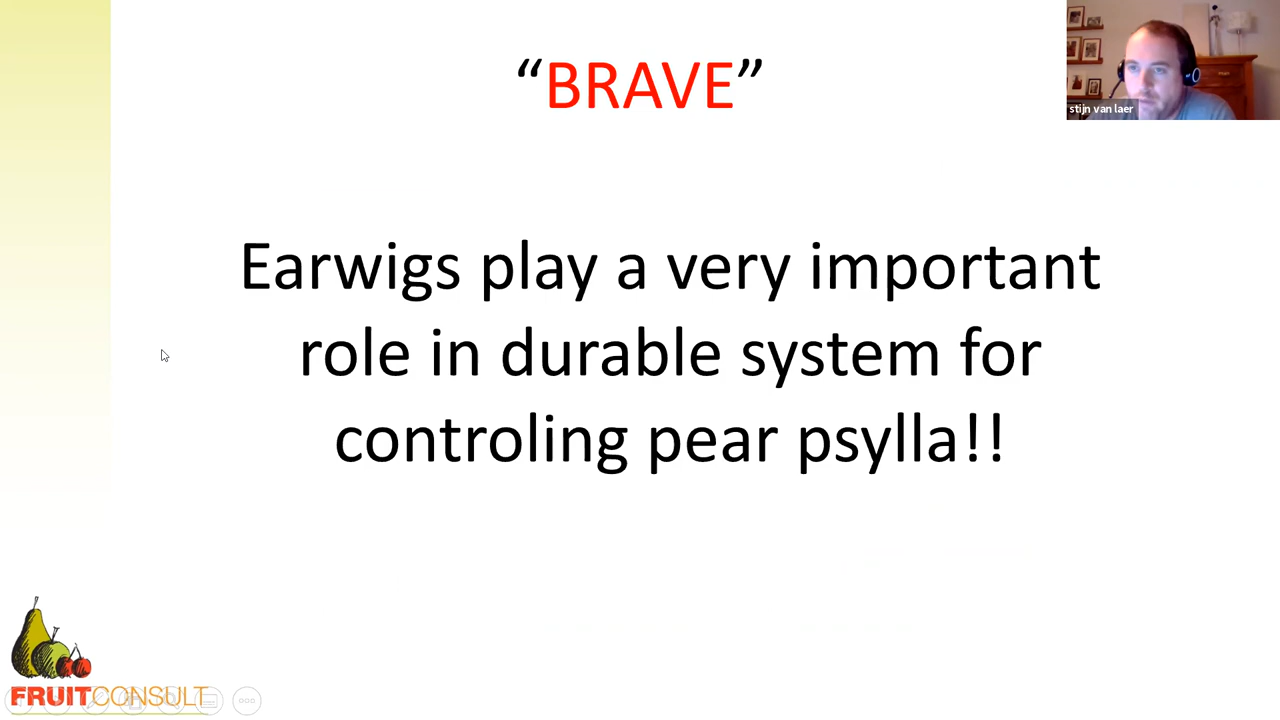 “BRAVE”
stijn van laer
Earwigs play a very important
role in durable system for
controling pear psylla!!
FRUITCONSULT